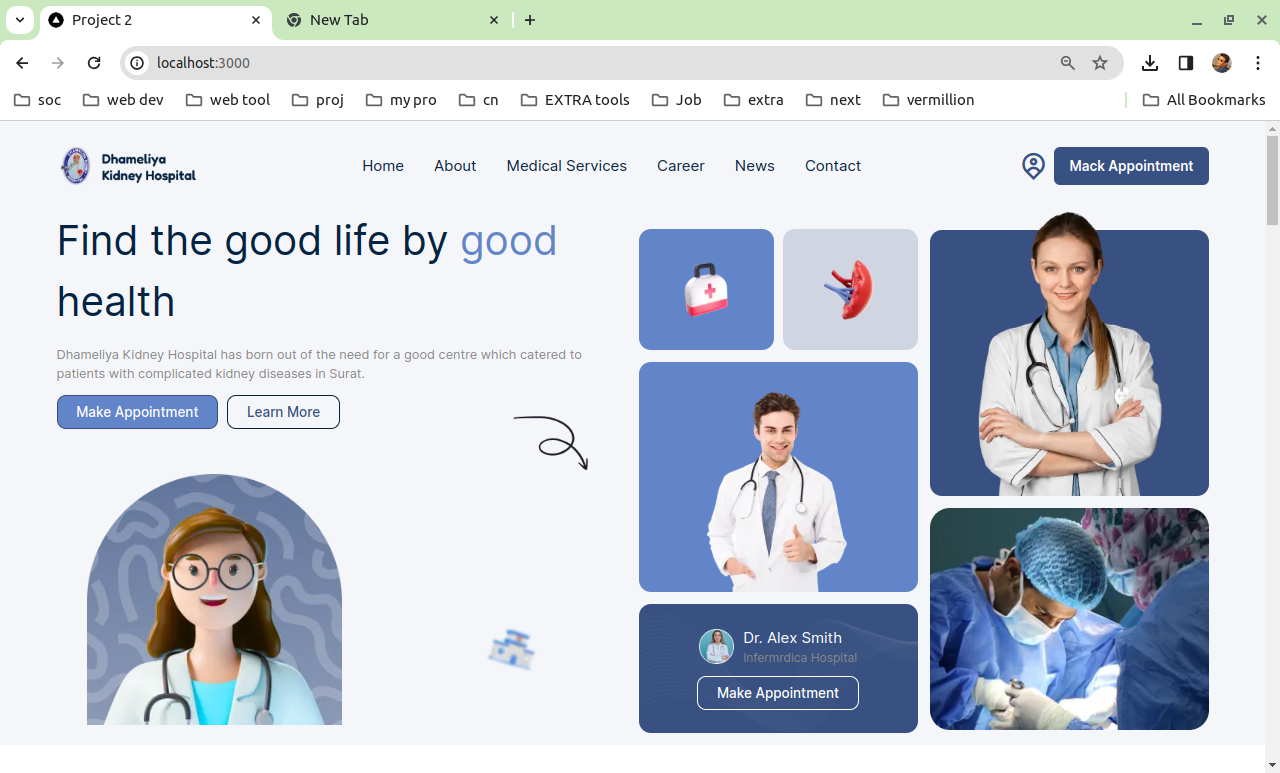 Project 2
New Tab
localhost:3000
soc
web dev
web tool
proj
my pro
cn
EXTRA tools
Job
extra
next
vermillion
All Bookmarks
Dhameliya
Kidney Hospital
Home
About
Medical Services
Career
News
Contact
Mack Appointment
Find the good life by good
health
Dhameliya Kidney Hospital has born out of the need for a good centre which catered to
patients with complicated kidney diseases in Surat.
Make Appointment
Learn More
Dr. Alex Smith
Infermrdica Hospital
Make Appointment